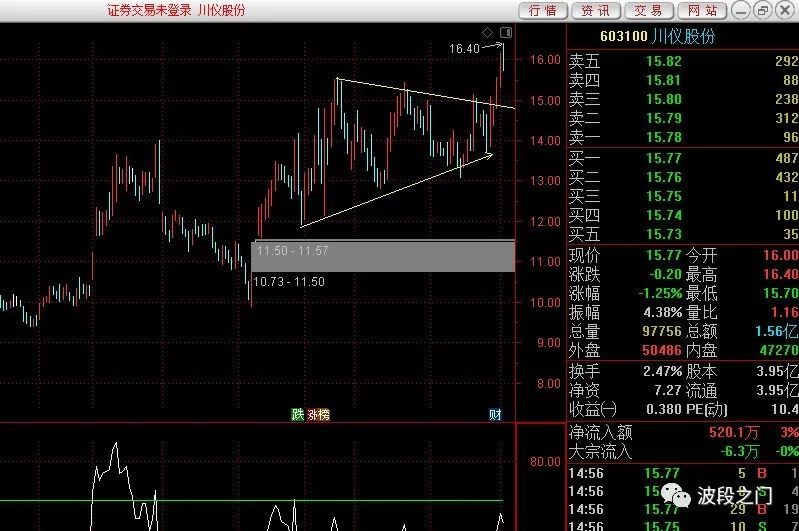 证券交易未登录 川仪股份 行情 资讯 交易 网站
603100 川仪股份
16.40
16.00
15.00
14.00
13.00
12.00
11.00
10.00
9.00
8.00
80.00
11.50 - 11.57
10.73 - 11.50
跌 涨榜 财
卖五 15.82 292
卖四 15.81 88
卖三 15.80 238
卖二 15.79 312
卖一 15.78 96
买一 15.77 487
买二 15.76 432
买三 15.75 11
买四 15.74 100
买五 15.73 35
现价 15.77 今开 16.00
涨跌 -0.20 最高 16.40
涨幅 -1.25% 最低 15.70
振幅 4.38% 量比 1.16
总量 97756 总额 1.56亿
外盘 50486 内盘 47270
换手 2.47% 股本 3.95亿
净资 7.27 流通 3.95亿
收益㈠ 0.380 PE(动) 10.4
净流入额 520.1万 3%
大宗流入 -6.3万 -0%
14:56 15.77 5 B 1
14:56 15.76 S 4
14:56 15.77 29 B 19
14:56 15.75 10 B
波段之门